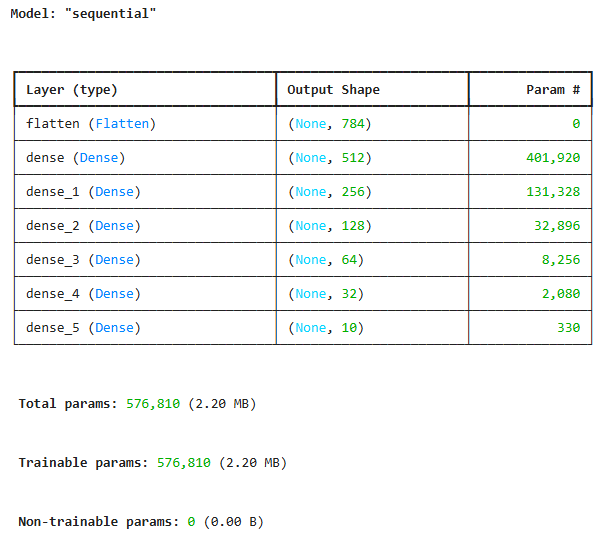 Model: "sequential"
Layer (type) Output Shape Param #
flatten (Flatten) (None, 784) 0
dense (Dense) (None, 512) 401,920
dense_1 (Dense) (None, 256) 131,328
dense_2 (Dense) (None, 128) 32,896
dense_3 (Dense) (None, 64) 8,256
dense_4 (Dense) (None, 32) 2,080
dense_5 (Dense) (None, 10) 330
Total params: 576,810 (2.20 MB)
Trainable params: 576,810 (2.20 MB)
Non-trainable params: 0 (0.00 B)